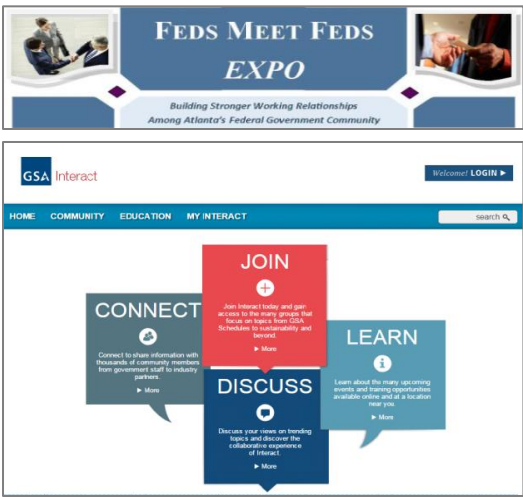 FEDS MEET FEDS
EXPO
Building Stronger Working Relationships
Among Atlanta's Federal Government Community
GSA Interact
Welcome! LOGIN ►
HOME COMMUNITY EDUCATION MY INTERACT
search
JOIN
Join Interact today and gain
access to the many groups that
focus on topics from GSA
Schedules to sustainability and
beyond.
► More
CONNECT
Connect to share information with
thousands of community members
from government staff to industry
partners.
► More
LEARN
Learn about the many upcoming
events and training opportunities
available online and at a location
near you.
► More
DISCUSS
Discuss your views on trending
topics and discover the
collaborative experience
of Interact.
► More